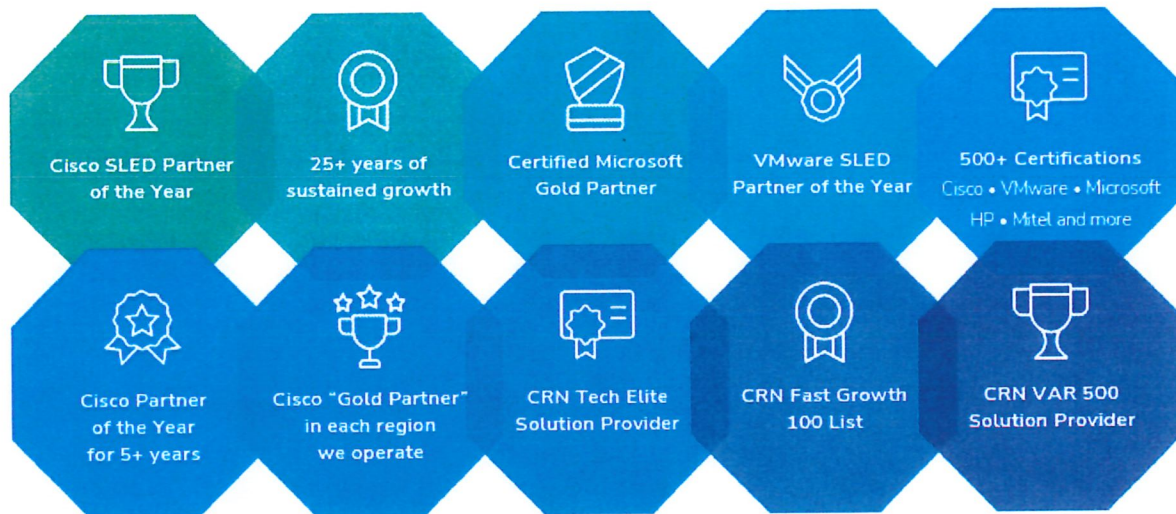 Cisco SLED Partner
of the Year
25+ years of
sustained growth
Certified Microsoft
Gold Partner
VMware SLED
Partner of the Year
500+ Certifications
Cisco • VMware • Microsoft
HP • Mitel and more
Cisco Partner
of the Year
for 5+ years
Cisco "Gold Partner"
in each region
we operate
CRN Tech Elite
Solution Provider
CRN Fast Growth
100 List
CRN VAR 500
Solution Provider